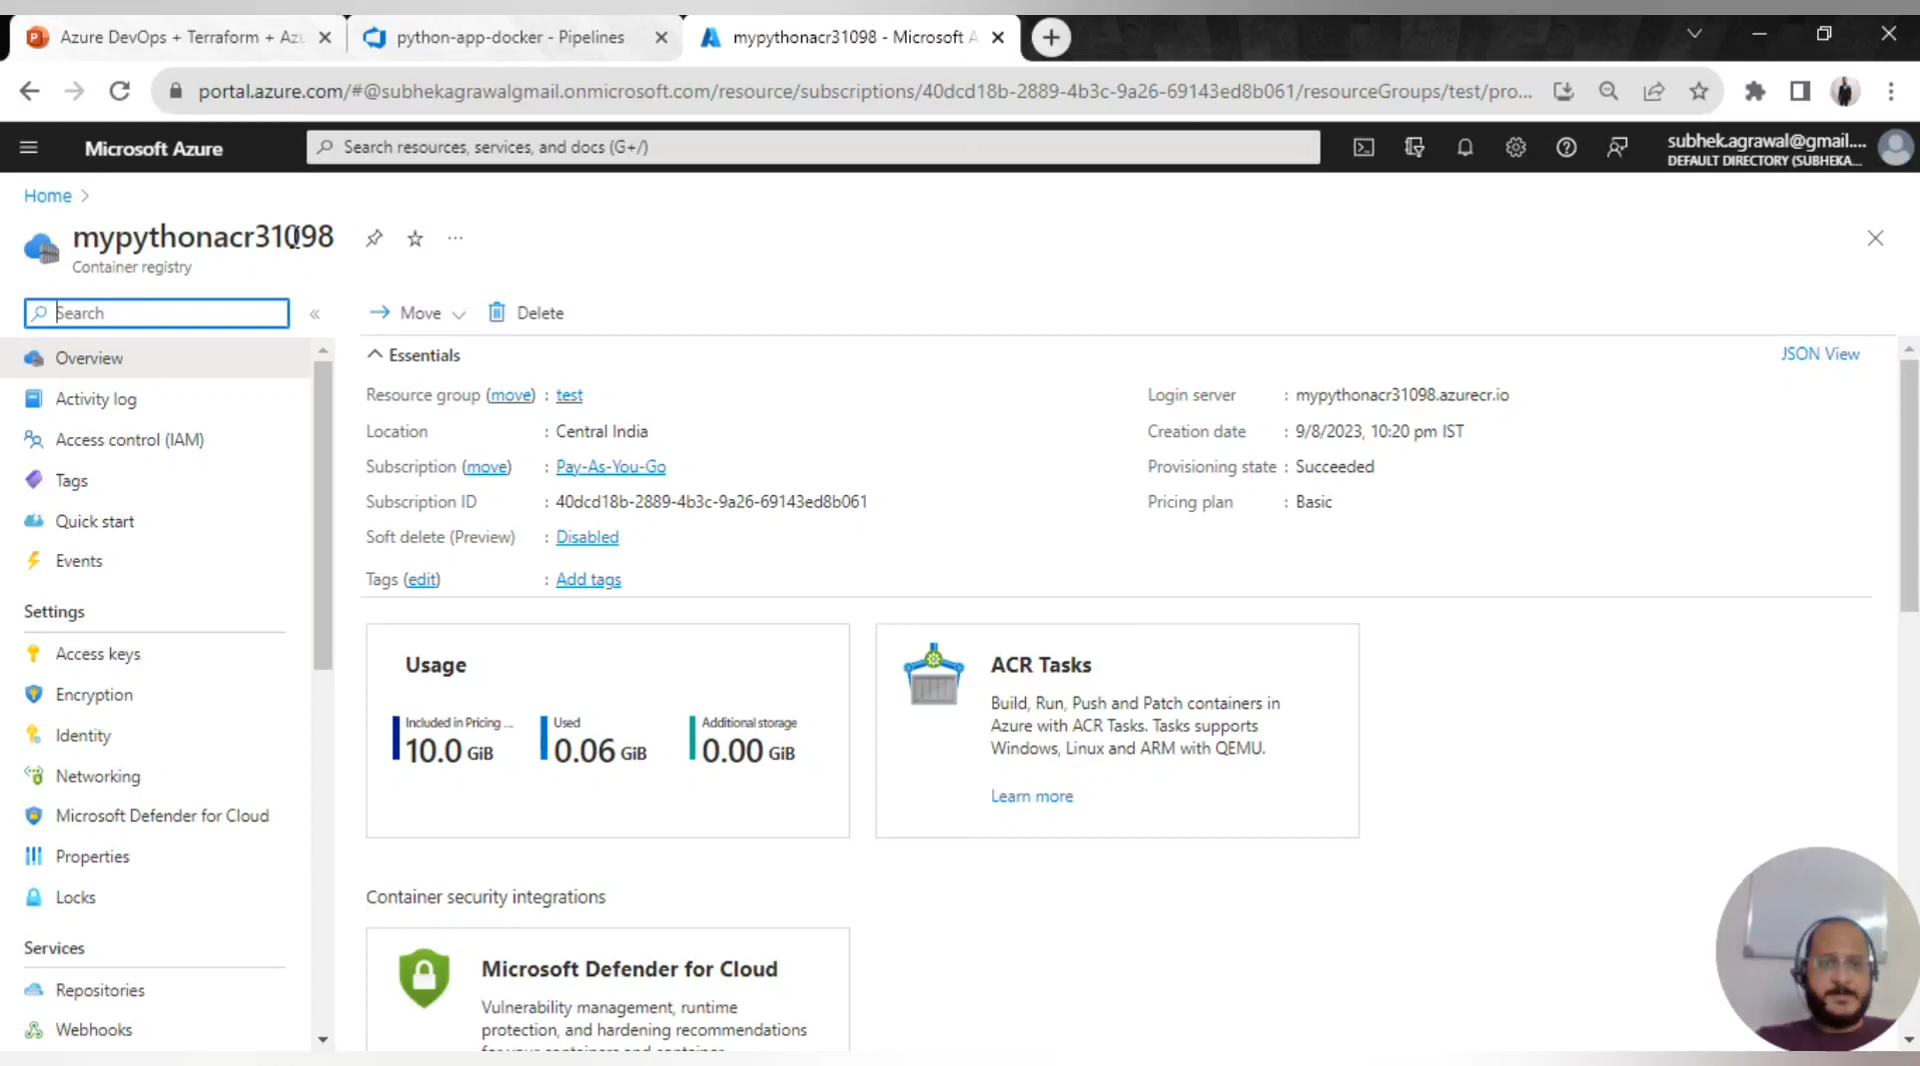 Azure DevOps + Terraform + Azu
python-app-docker - Pipelines
mypythonacr31098 - Microsoft A
portal.azure.com/#@subhekagrawalgmail.onmicrosoft.com/resource/subscriptions/40dcd18b-2889-4b3c-9a26-69143ed8b061/resourceGroups/test/pro...
Microsoft Azure
Search resources, services, and docs (G+/)
subhek.agrawal@gmail....
DEFAULT DIRECTORY (SUBHEKA...
Home >
mypythonacr31098
Container registry
Search
«
Move
Delete
Overview
Activity log
Access control (IAM)
Tags
Quick start
Events
Settings
Access keys
Encryption
Identity
Networking
Microsoft Defender for Cloud
Properties
Locks
Services
Repositories
Webhooks
Essentials
JSON View
Resource group (move) : test
Location : Central India
Subscription (move) : Pay-As-You-Go
Subscription ID : 40dcd18b-2889-4b3c-9a26-69143ed8b061
Soft delete (Preview) : Disabled
Tags (edit) : Add tags
Login server : mypythonacr31098.azurecr.io
Creation date : 9/8/2023, 10:20 pm IST
Provisioning state : Succeeded
Pricing plan : Basic
Usage
Included in Pricing ...
10.0 GiB
Used
0.06 GiB
Additional storage
0.00 GiB
ACR Tasks
Build, Run, Push and Patch containers in
Azure with ACR Tasks. Tasks supports
Windows, Linux and ARM with QEMU.
Learn more
Container security integrations
Microsoft Defender for Cloud
Vulnerability management, runtime
protection, and hardening recommendations